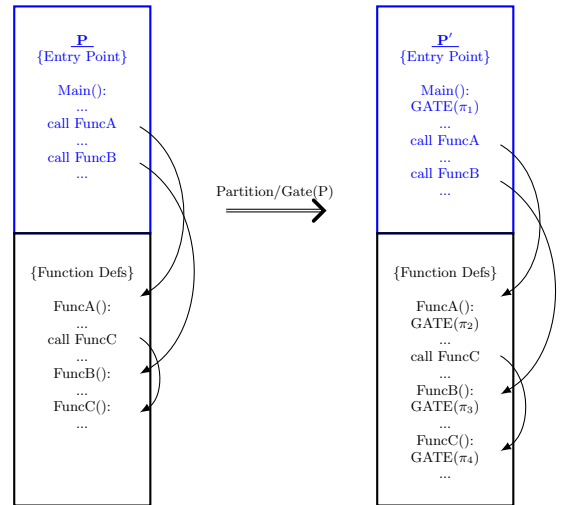 P
{Entry Point}
Main():
...
call FuncA
...
call FuncB
...
{Function Defs}
FuncA():
...
call FuncC
...
FuncB():
...
FuncC():
...
Partition/Gate(P)
P′
{Entry Point}
Main():
GATE(π₁)
...
call FuncA
...
call FuncB
...
{Function Defs}
FuncA():
GATE(π₂)
...
call FuncC
...
FuncB():
GATE(π₃)
...
FuncC():
GATE(π₄)
...